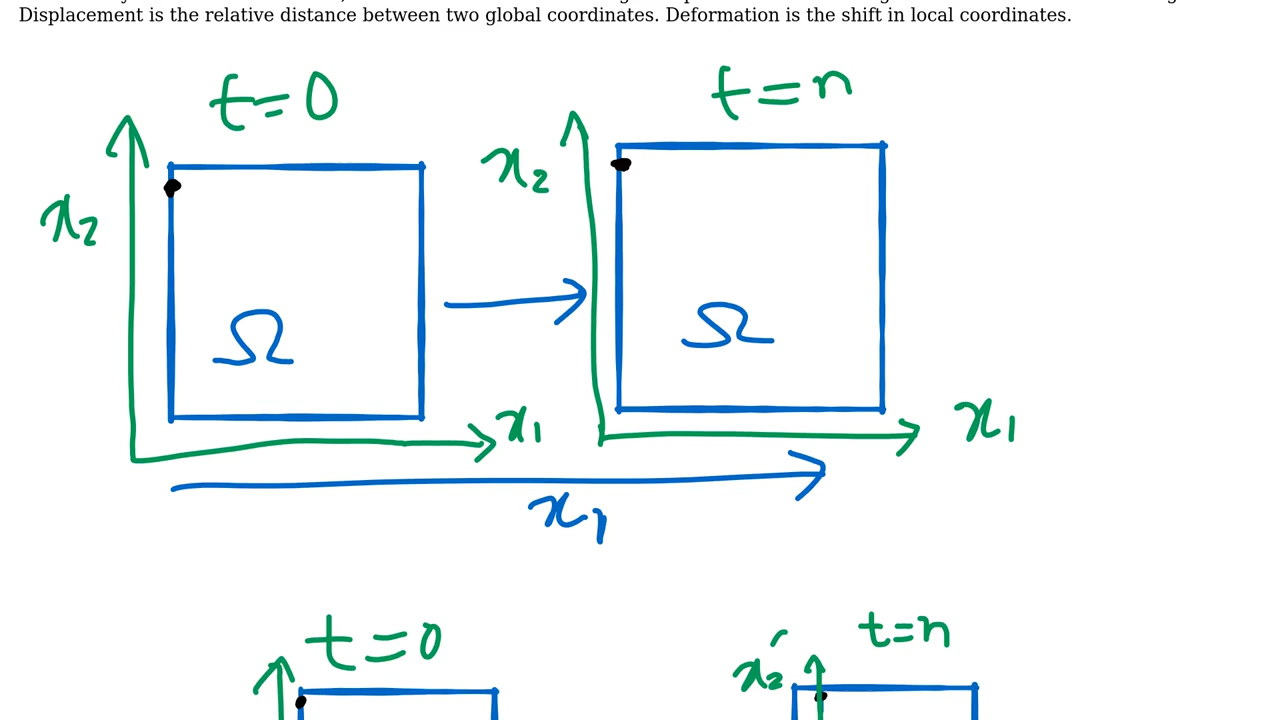 Displacement is the relative distance between two global coordinates. Deformation is the shift in local coordinates.
t=0
t=n
x2
x2
Ω
Ω
x1
x1
x1
t=0
t=n
x2′